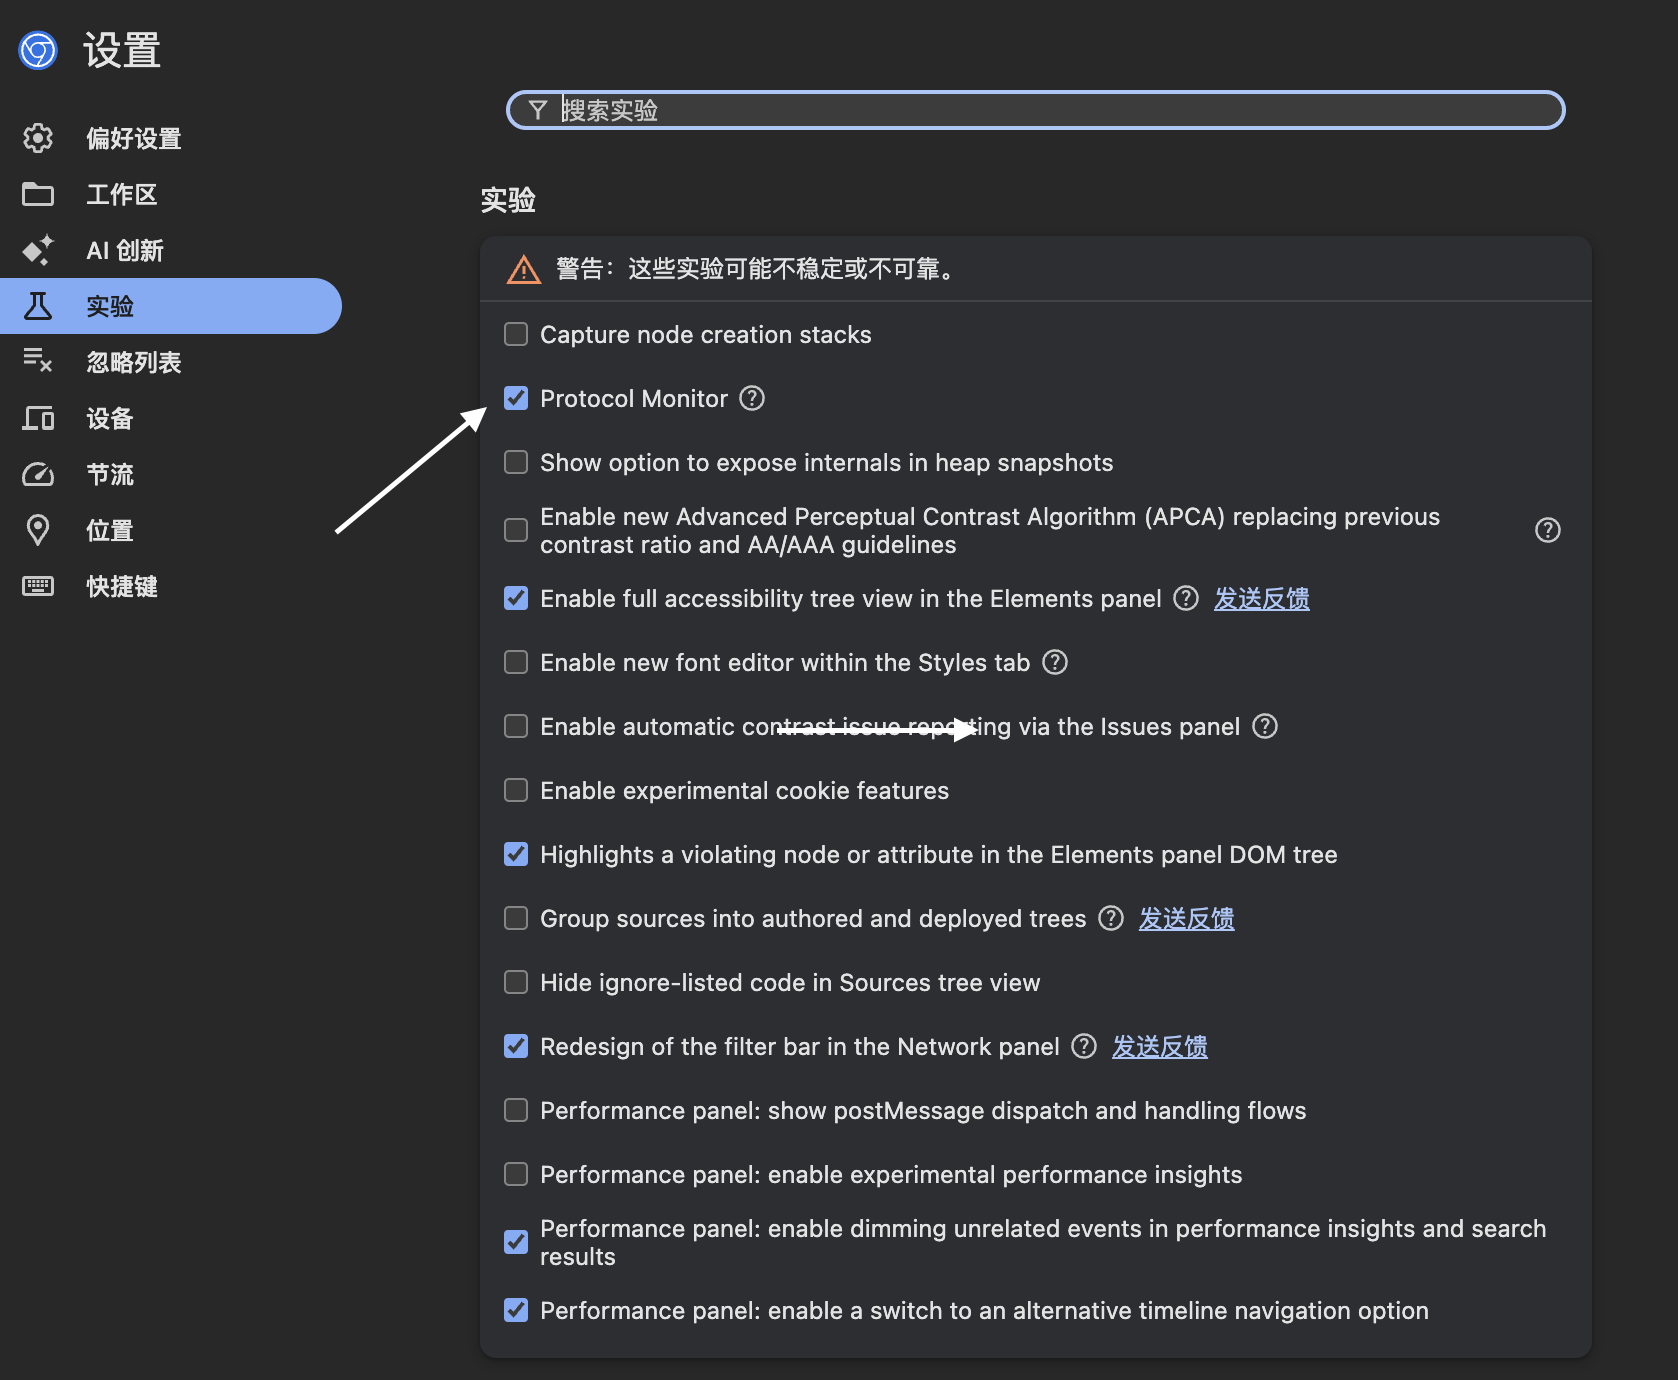 设置
搜索实验
偏好设置
工作区
AI 创新
实验
忽略列表
设备
节流
位置
快捷键
实验
警告：这些实验可能不稳定或不可靠。
Capture node creation stacks
Protocol Monitor
Show option to expose internals in heap snapshots
Enable new Advanced Perceptual Contrast Algorithm (APCA) replacing previous
contrast ratio and AA/AAA guidelines
Enable full accessibility tree view in the Elements panel 发送反馈
Enable new font editor within the Styles tab
Enable automatic contrast issue reporting via the Issues panel
Enable experimental cookie features
Highlights a violating node or attribute in the Elements panel DOM tree
Group sources into authored and deployed trees 发送反馈
Hide ignore-listed code in Sources tree view
Redesign of the filter bar in the Network panel 发送反馈
Performance panel: show postMessage dispatch and handling flows
Performance panel: enable experimental performance insights
Performance panel: enable dimming unrelated events in performance insights and search
results
Performance panel: enable a switch to an alternative timeline navigation option